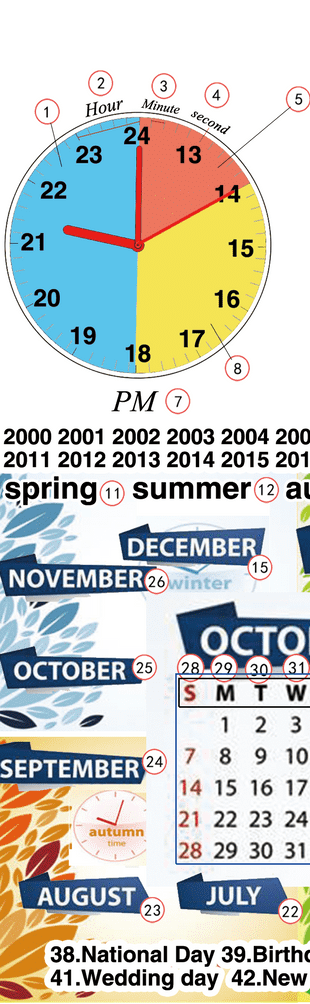 2 3 4
1 Hour Minute second 5
24
23 13
22 14
21 15
20 16
19 17
18 8
PM 7
2000 2001 2002 2003 2004 200
2011 2012 2013 2014 2015 201
spring 11 summer 12 au
DECEMBER 15
NOVEMBER 26 winter
OCTO
OCTOBER 25 28 29 30 31
S M T W
1 2 3
SEPTEMBER 24 7 8 9 10
14 15 16 17
autumn 21 22 23 24
time
28 29 30 31
AUGUST 23 JULY 22
38.National Day 39.Birthd
41.Wedding day 42.New